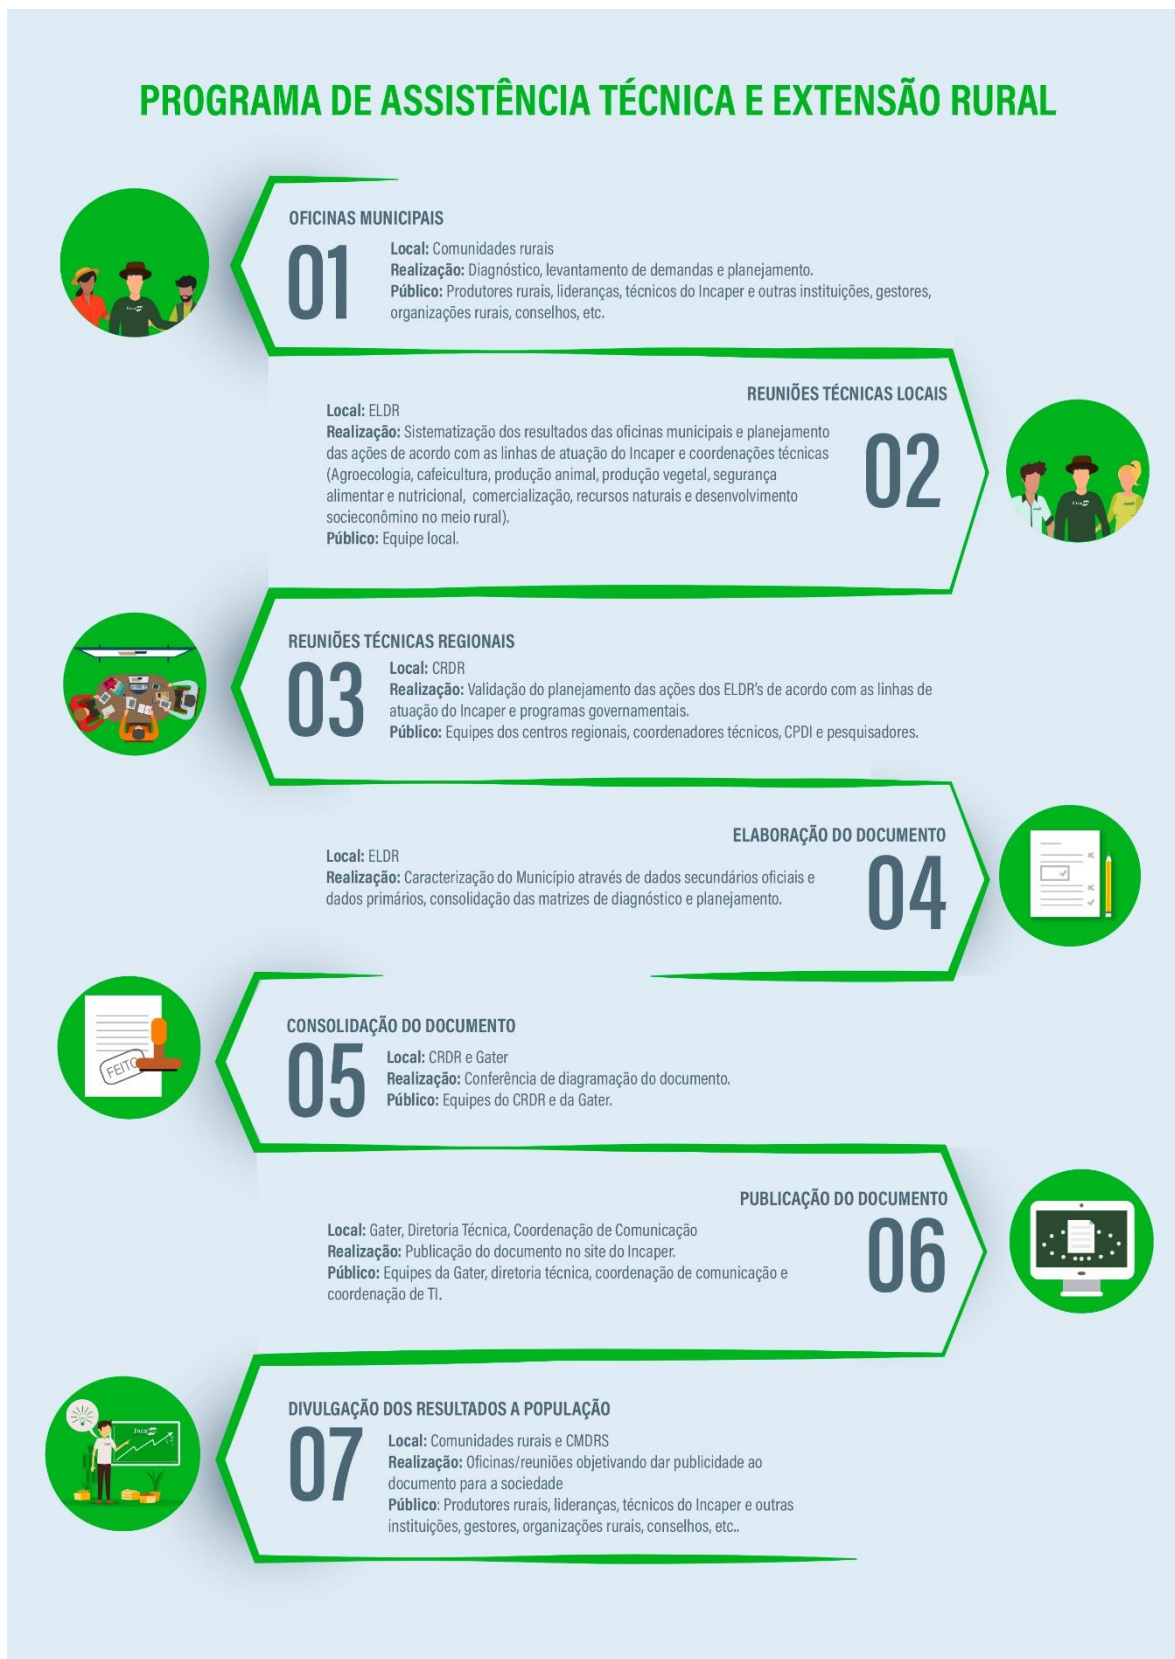 PROGRAMA DE ASSISTÊNCIA TÉCNICA E EXTENSÃO RURAL
OFICINAS MUNICIPAIS
01
Local: Comunidades rurais
Realização: Diagnóstico, levantamento de demandas e planejamento.
Público: Produtores rurais, lideranças, técnicos do Incaper e outras instituições, gestores,
organizações rurais, conselhos, etc.
REUNIÕES TÉCNICAS LOCAIS
02
Local: ELDR
Realização: Sistematização dos resultados das oficinas municipais e planejamento
das ações de acordo com as linhas de atuação do Incaper e coordenações técnicas
(Agroecologia, cafeicultura, produção animal, produção vegetal, segurança
alimentar e nutricional, comercialização, recursos naturais e desenvolvimento
socieconômino no meio rural).
Público: Equipe local.
REUNIÕES TÉCNICAS REGIONAIS
03
Local: CRDR
Realização: Validação do planejamento das ações dos ELDR's de acordo com as linhas de
atuação do Incaper e programas governamentais.
Público: Equipes dos centros regionais, coordenadores técnicos, CPDI e pesquisadores.
ELABORAÇÃO DO DOCUMENTO
04
Local: ELDR
Realização: Caracterização do Município através de dados secundários oficiais e
dados primários, consolidação das matrizes de diagnóstico e planejamento.
FEITO
CONSOLIDAÇÃO DO DOCUMENTO
05
Local: CRDR e Gater
Realização: Conferência de diagramação do documento.
Público: Equipes do CRDR e da Gater.
PUBLICAÇÃO DO DOCUMENTO
06
Local: Gater, Diretoria Técnica, Coordenação de Comunicação
Realização: Publicação do documento no site do Incaper.
Público: Equipes da Gater, diretoria técnica, coordenação de comunicação e
coordenação de TI.
DIVULGAÇÃO DOS RESULTADOS A POPULAÇÃO
07
Local: Comunidades rurais e CMDRS
Realização: Oficinas/reuniões objetivando dar publicidade ao
documento para a sociedade
Público: Produtores rurais, lideranças, técnicos do Incaper e outras
instituições, gestores, organizações rurais, conselhos, etc..